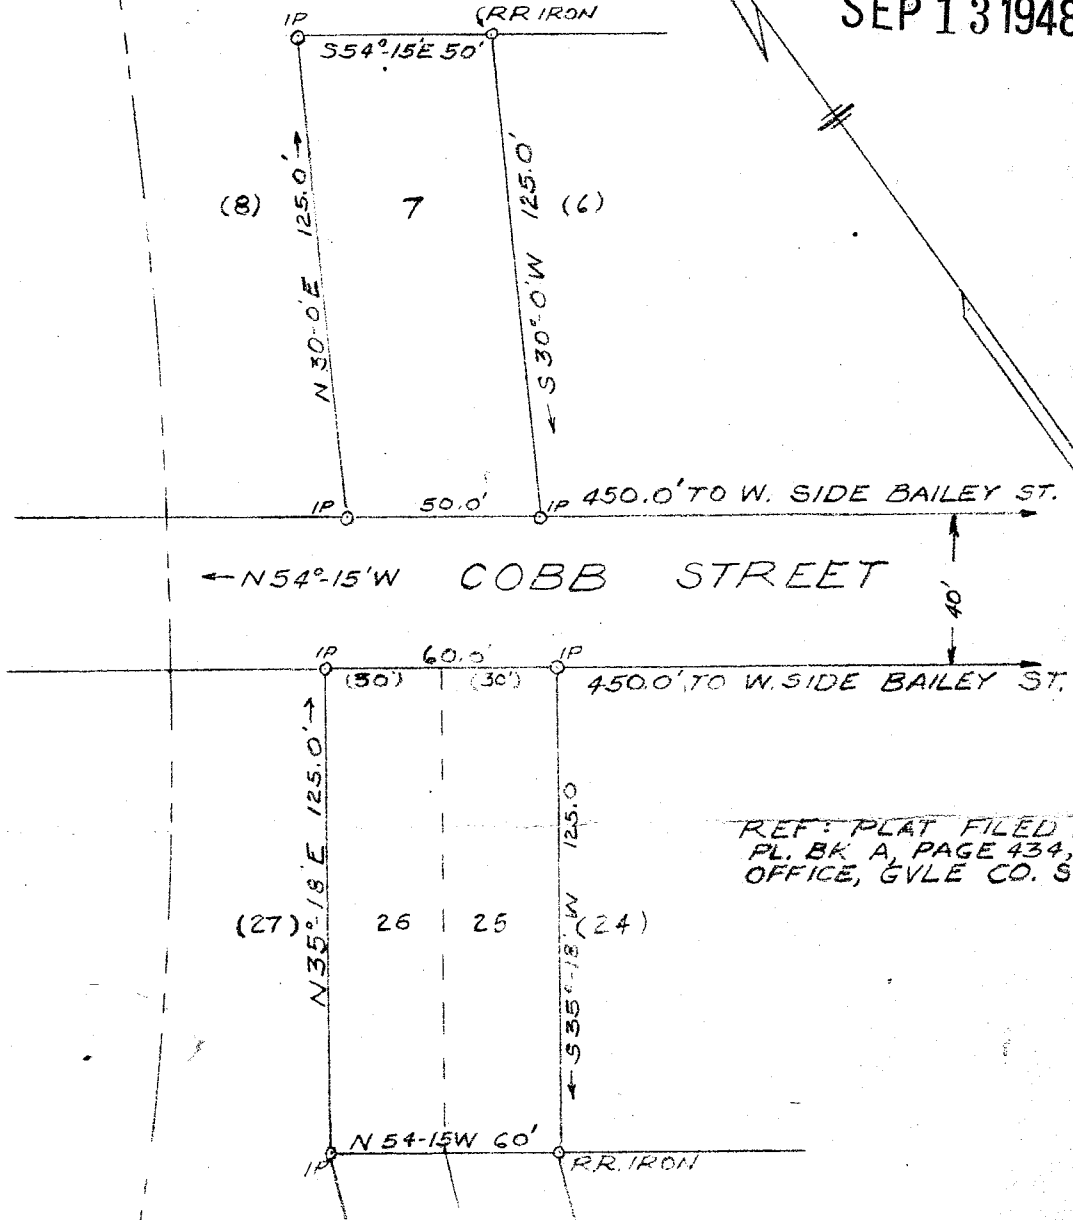 SEP 13 1948
IP
RR IRON
S54°-15'E 50'
(8)
N 30-0'E 125.0'
7
S 30°-0'W 125.0'
(6)
IP
50.0'
IP
450.0' TO W. SIDE BAILEY ST.
N54°-15'W
COBB STREET
40'
IP
60.0'
IP
(30')
(30')
450.0' TO W. SIDE BAILEY ST.
N35°-18'E 125.0'
S35°-18'W 125.0
REF: PLAT FILED
PL. BK A, PAGE 434,
OFFICE, GVLE CO. S
(27)
26
25
(24)
N 54-15W 60'
IP
R.R. IRON